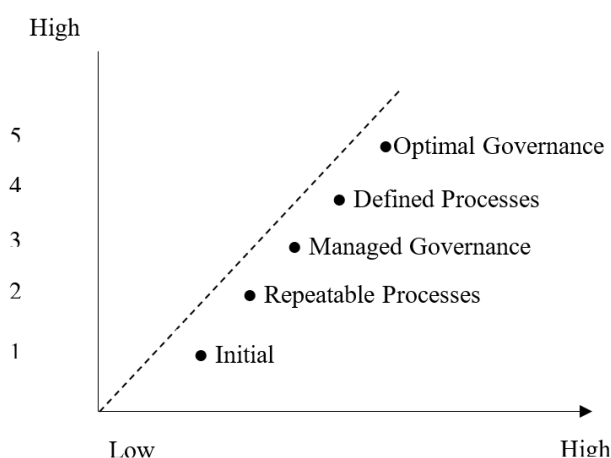 High
5
Optimal Governance
4
Defined Processes
3
Managed Governance
2
Repeatable Processes
1
Initial
Low
High